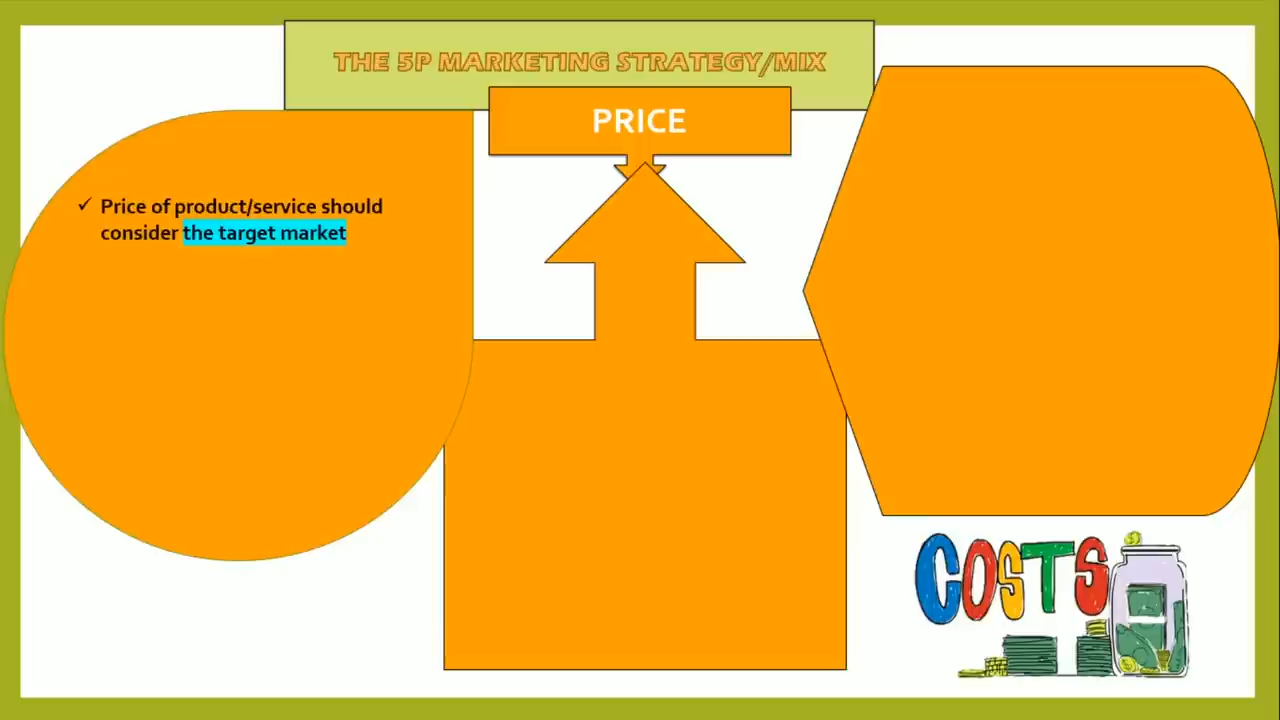 THE 5P MARKETING STRATEGY/MIX
PRICE
✓ Price of product/service should
consider the target market
COSTS